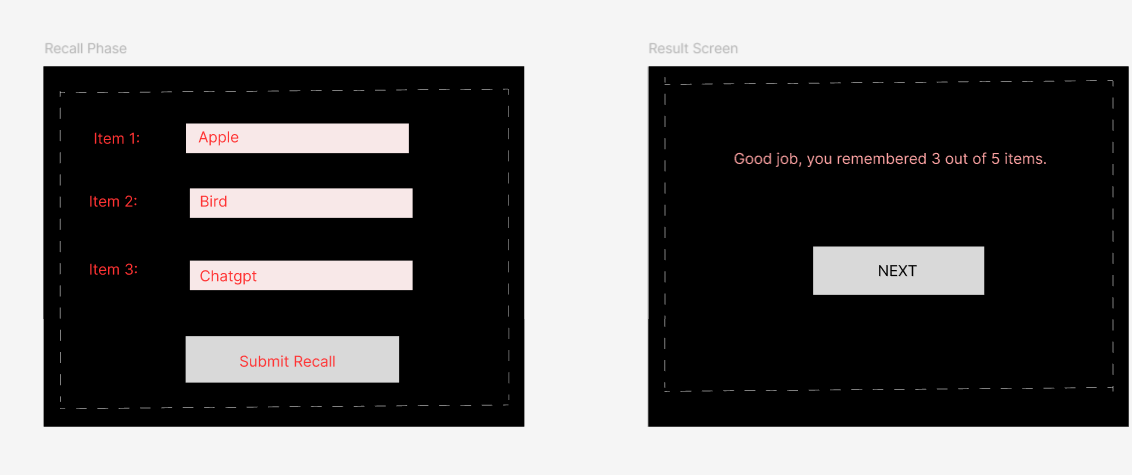 Recall Phase
Item 1:
Apple
Item 2:
Bird
Item 3:
Chatgpt
Submit Recall
Result Screen
Good job, you remembered 3 out of 5 items.
NEXT